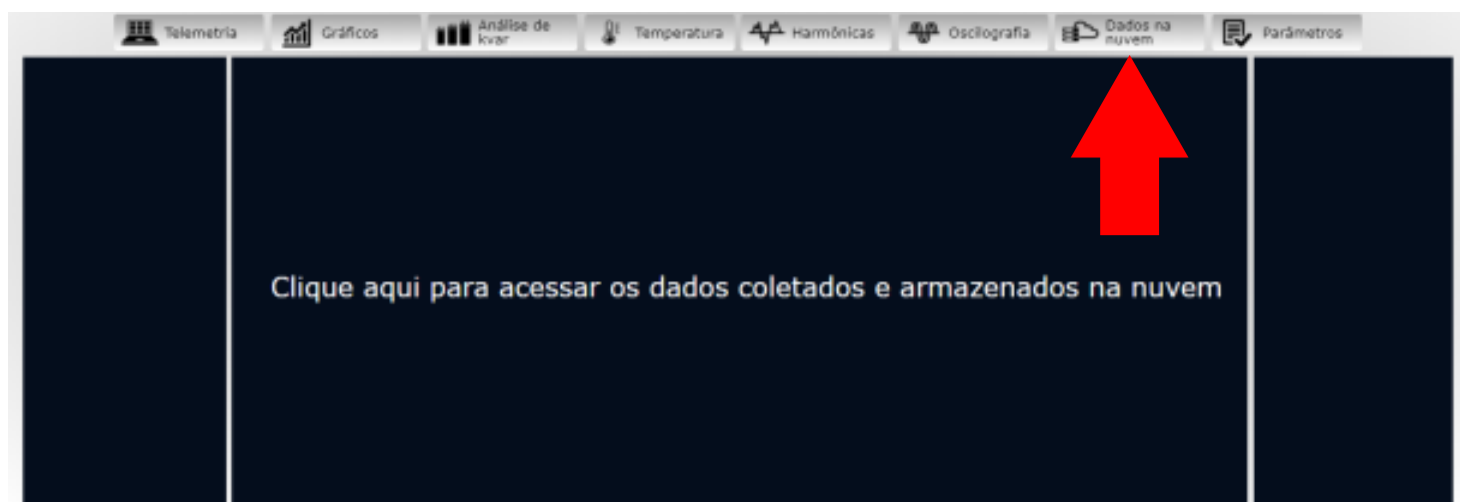 Telemetria
Gráficos
Análise de
kvar
Temperatura
Harmônicas
Oscilografia
Dados na
nuvem
Parâmetros
Clique aqui para acessar os dados coletados e armazenados na nuvem